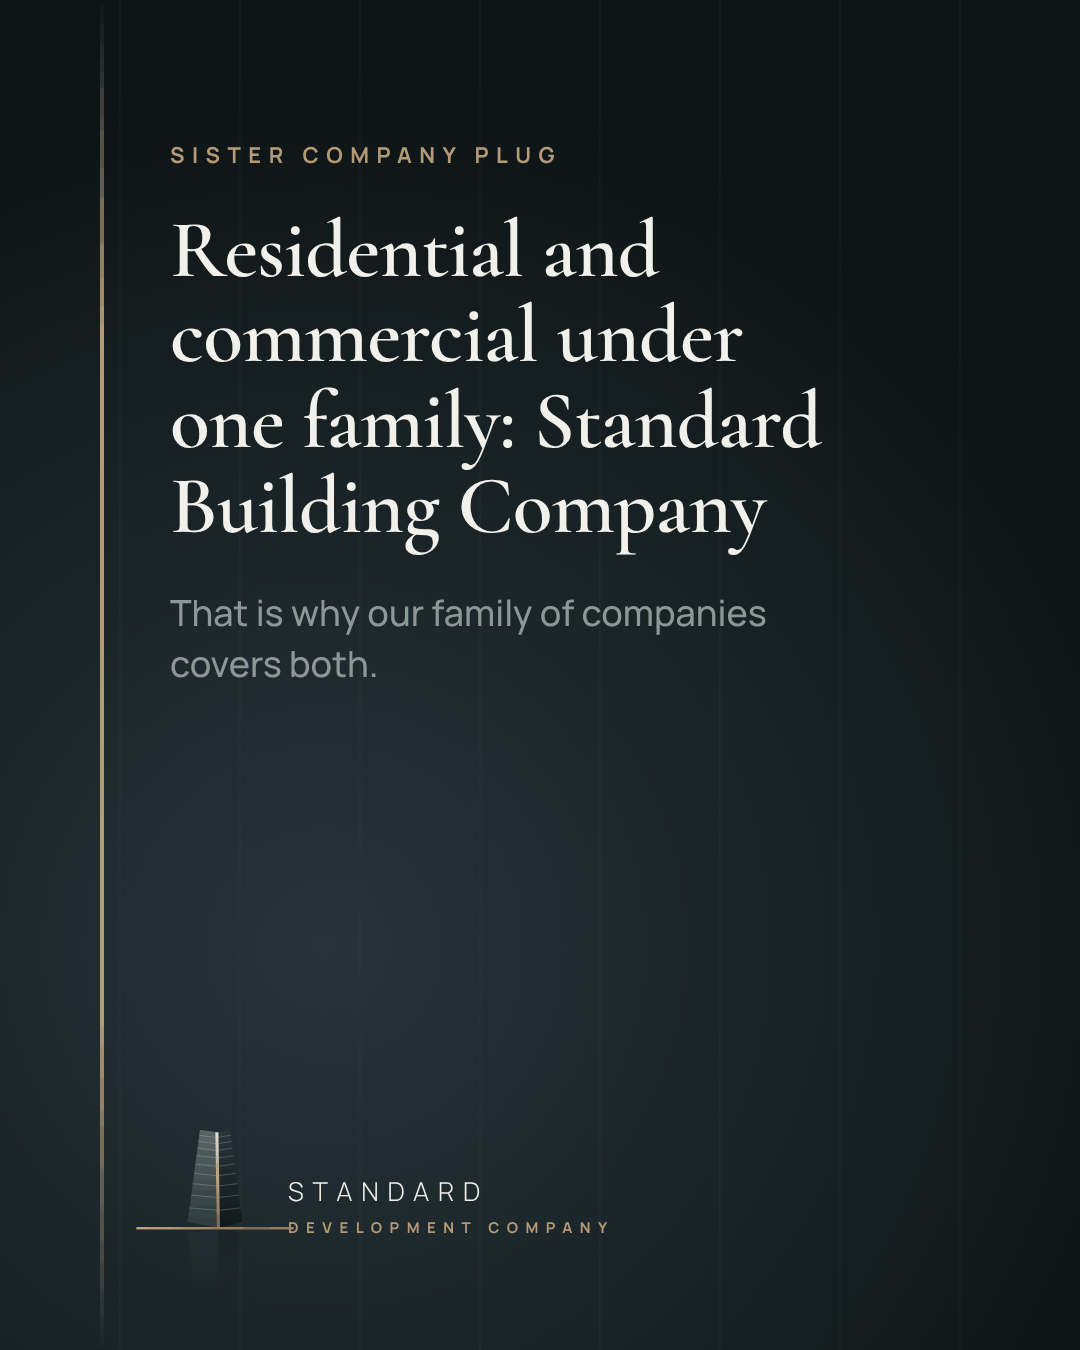 SISTER COMPANY PLUG
Residential and
commercial under
one family: Standard
Building Company
That is why our family of companies
covers both.
STANDARD
DEVELOPMENT COMPANY